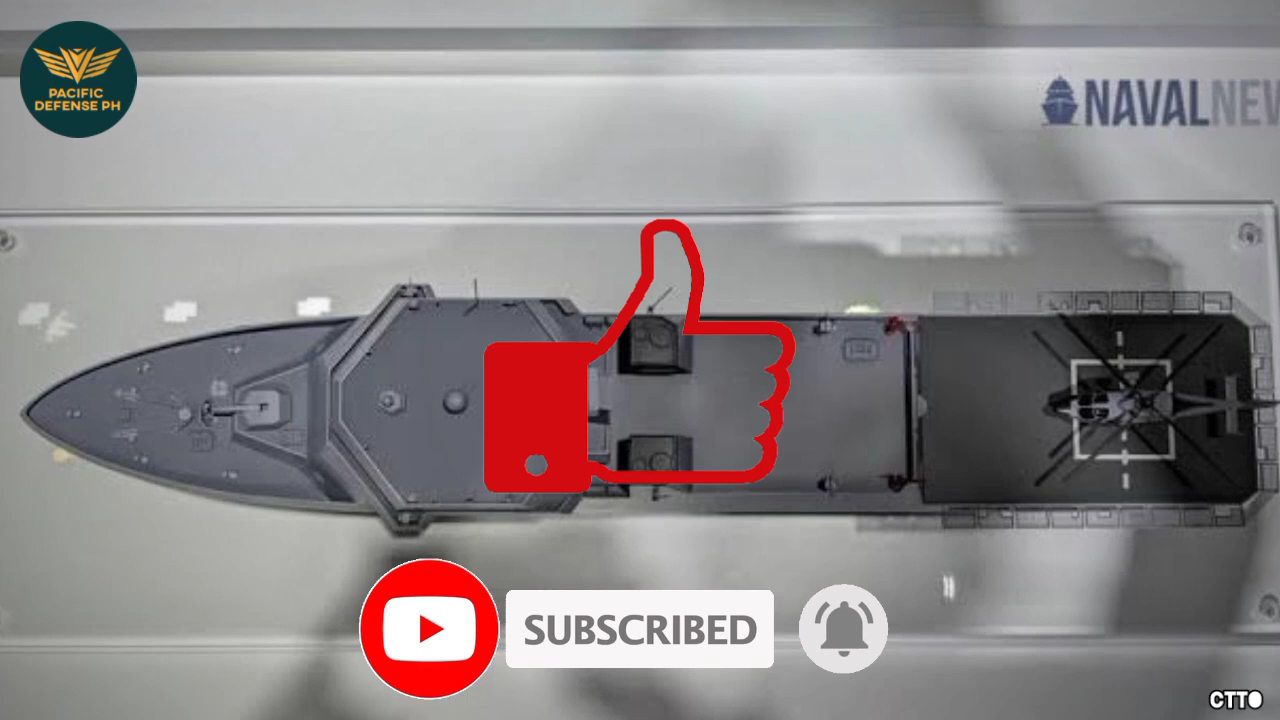 PACIFIC
DEFENSE PH
NAVALNEW
SUBSCRIBED
CTTO